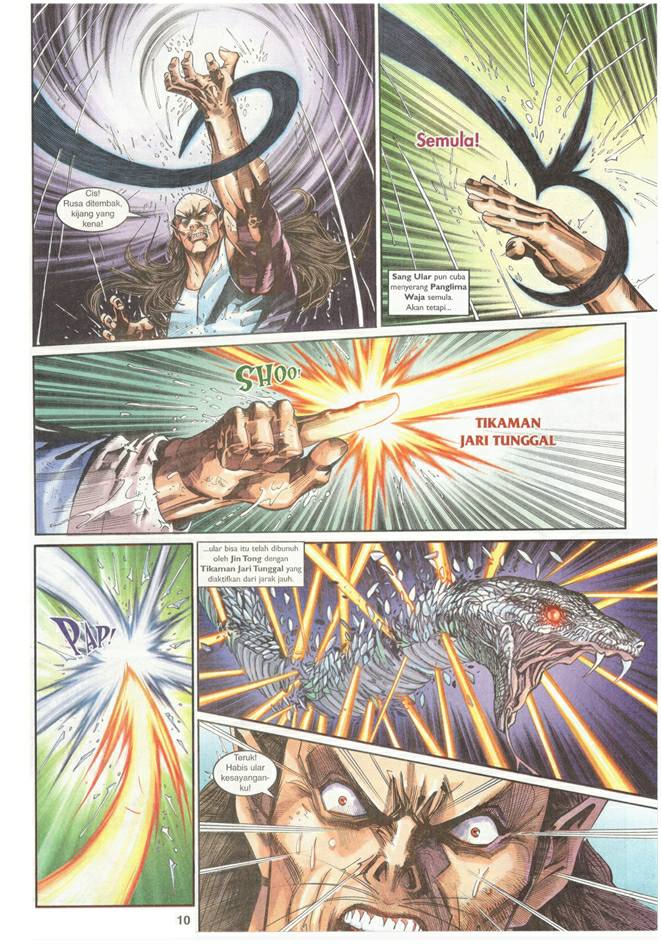 Cis!
Rusa ditembak,
kijang yang
kena!
Semula!
Sang Ular pun cuba
menyerang Panglima
Waja semula.
Akan tetapi...
SHOO!
TIKAMAN
JARI TUNGGAL
PAP!
...ular bisa itu telah dibunuh
oleh Jin Tong dengan
Tikaman Jari Tunggal yang
diaktifkan dari jarak jauh.
Teruk!
Habis ular
kesayangan-
ku!
10